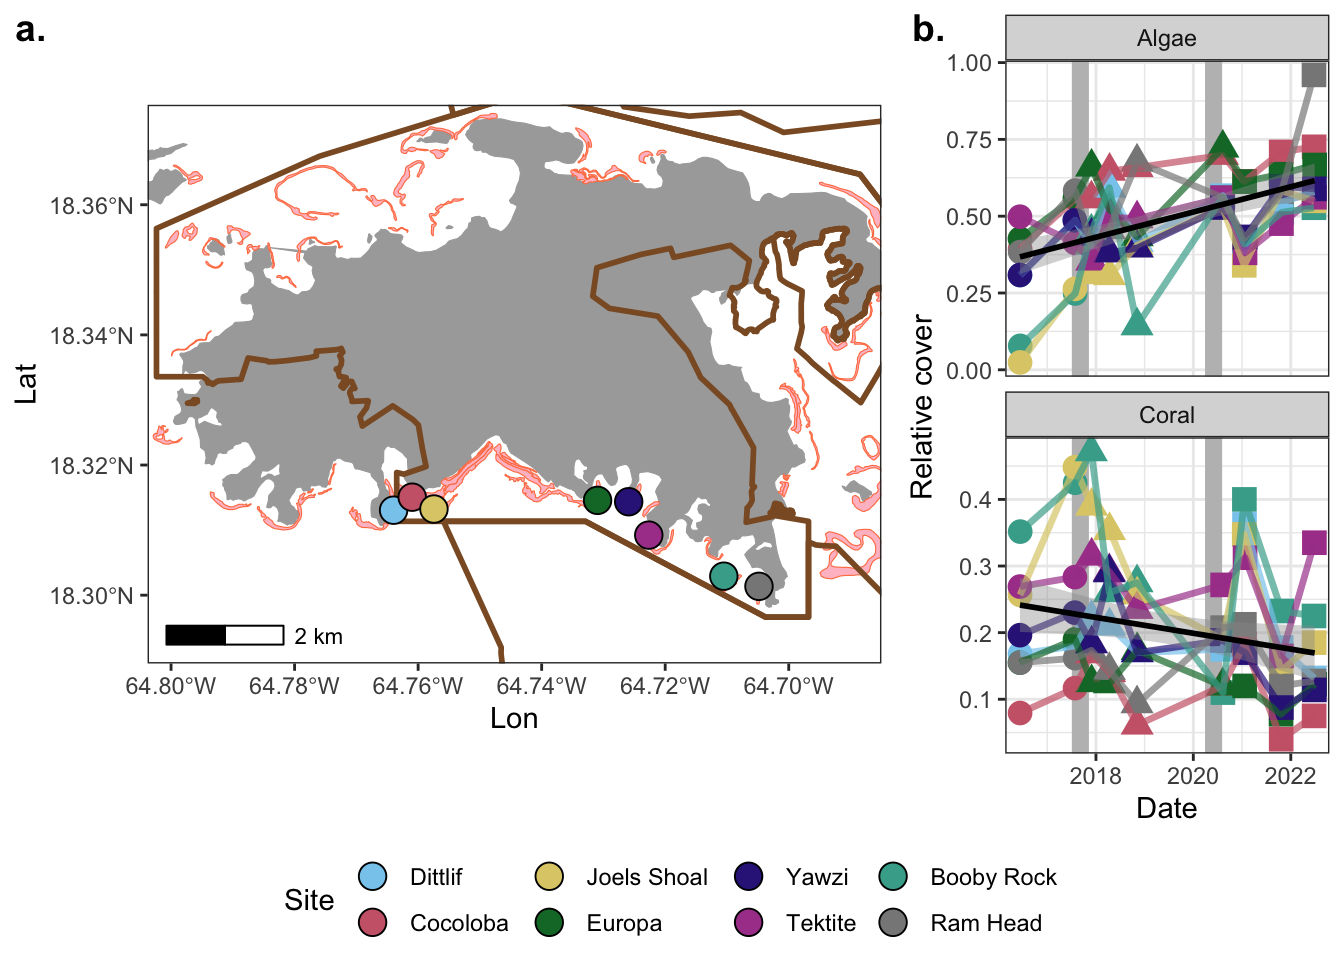 a.
Lat
18.36°N
18.34°N
18.32°N
18.30°N
2 km
64.80°W
64.78°W
64.76°W
64.74°W
64.72°W
64.70°W
Lon
b.
Relative cover
Algae
1.00
0.75
0.50
0.25
0.00
Coral
0.4
0.3
0.2
0.1
2018
2020
2022
Date
Site
Dittlif
Joels Shoal
Yawzi
Booby Rock
Cocoloba
Europa
Tektite
Ram Head